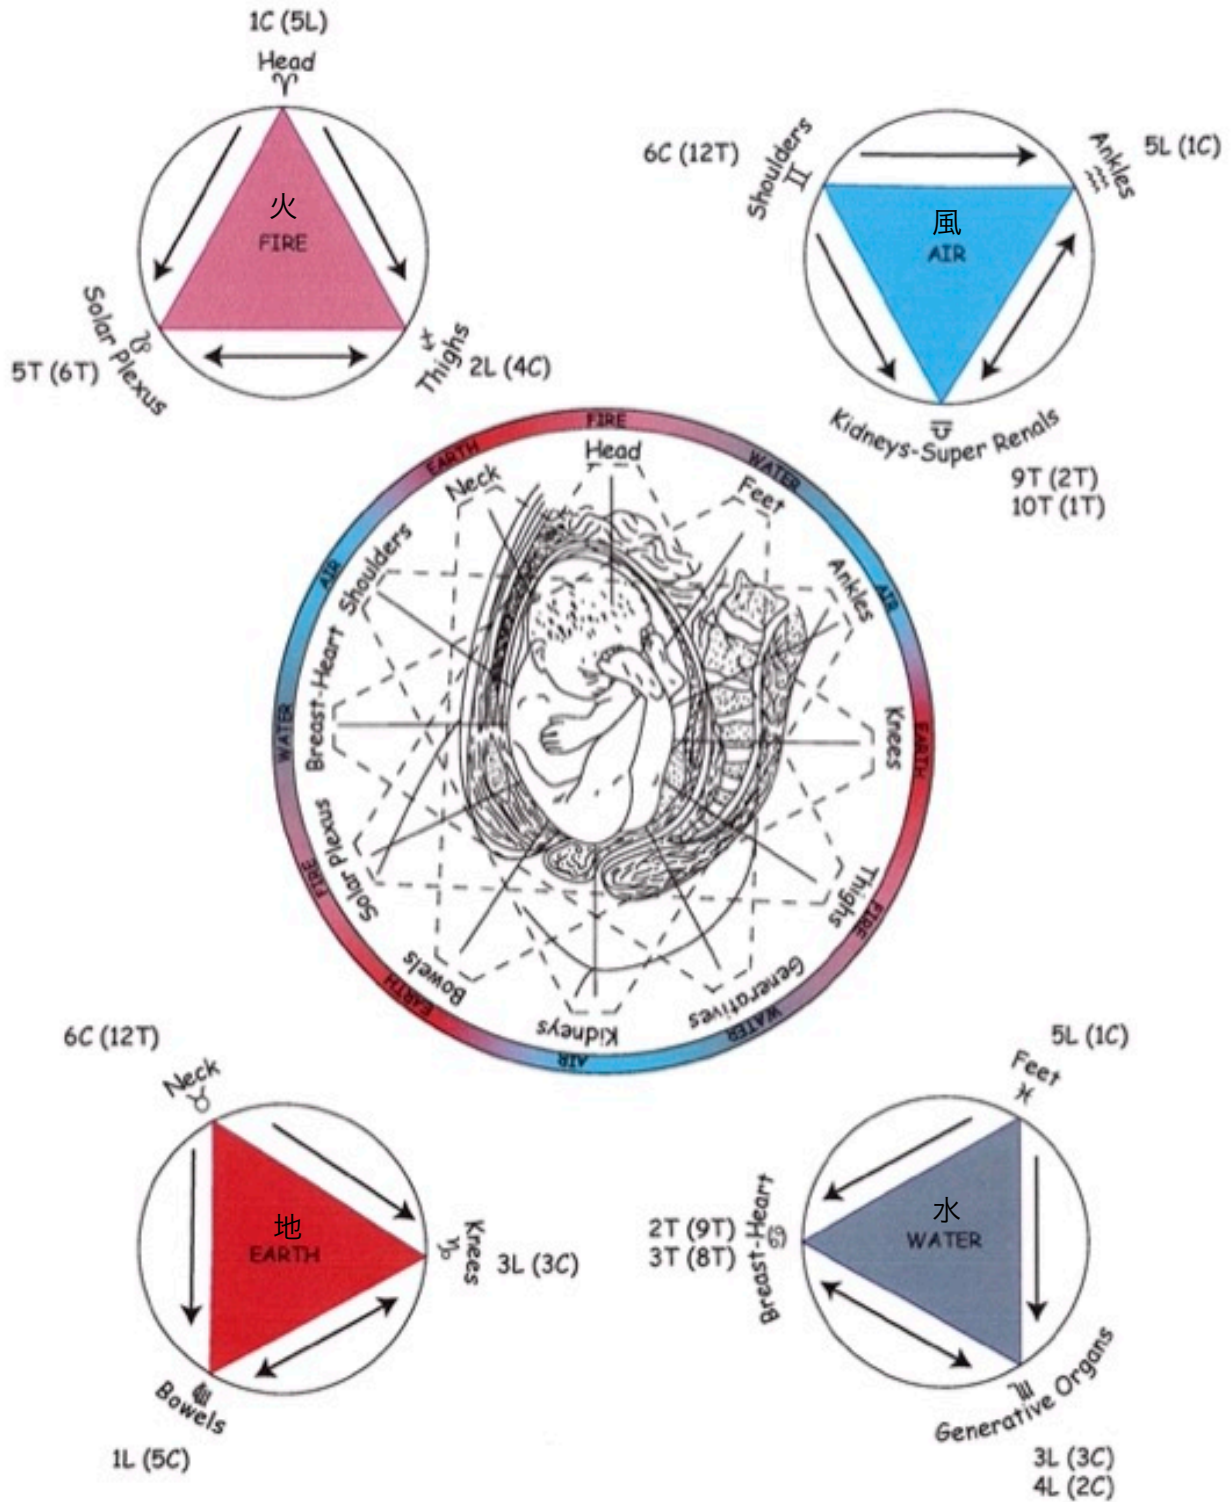 1C (5L)
Head
♈
火
FIRE
Solar Plexus
5T (6T)
Thighs
♐
2L (4C)
6C (12T)
Shoulders
♊
Ankles
♒
5L (1C)
風
AIR
♎
Kidneys-Super Renals
9T (2T)
10T (1T)
FIRE
WATER
AIR
EARTH
FIRE
WATER
AIR
EARTH
FIRE
WATER
AIR
EARTH
Head
Feet
Ankles
Knees
Thighs
Generatives
Kidneys
Bowels
Solar Plexus
Breast-Heart
Shoulders
Neck
6C (12T)
Neck
♉
地
EARTH
Knees
♑
3L (3C)
Bowels
1L (5C)
5L (1C)
Feet
♓
水
WATER
Breast-Heart
♋
2T (9T)
3T (8T)
♏
Generative Organs
3L (3C)
4L (2C)